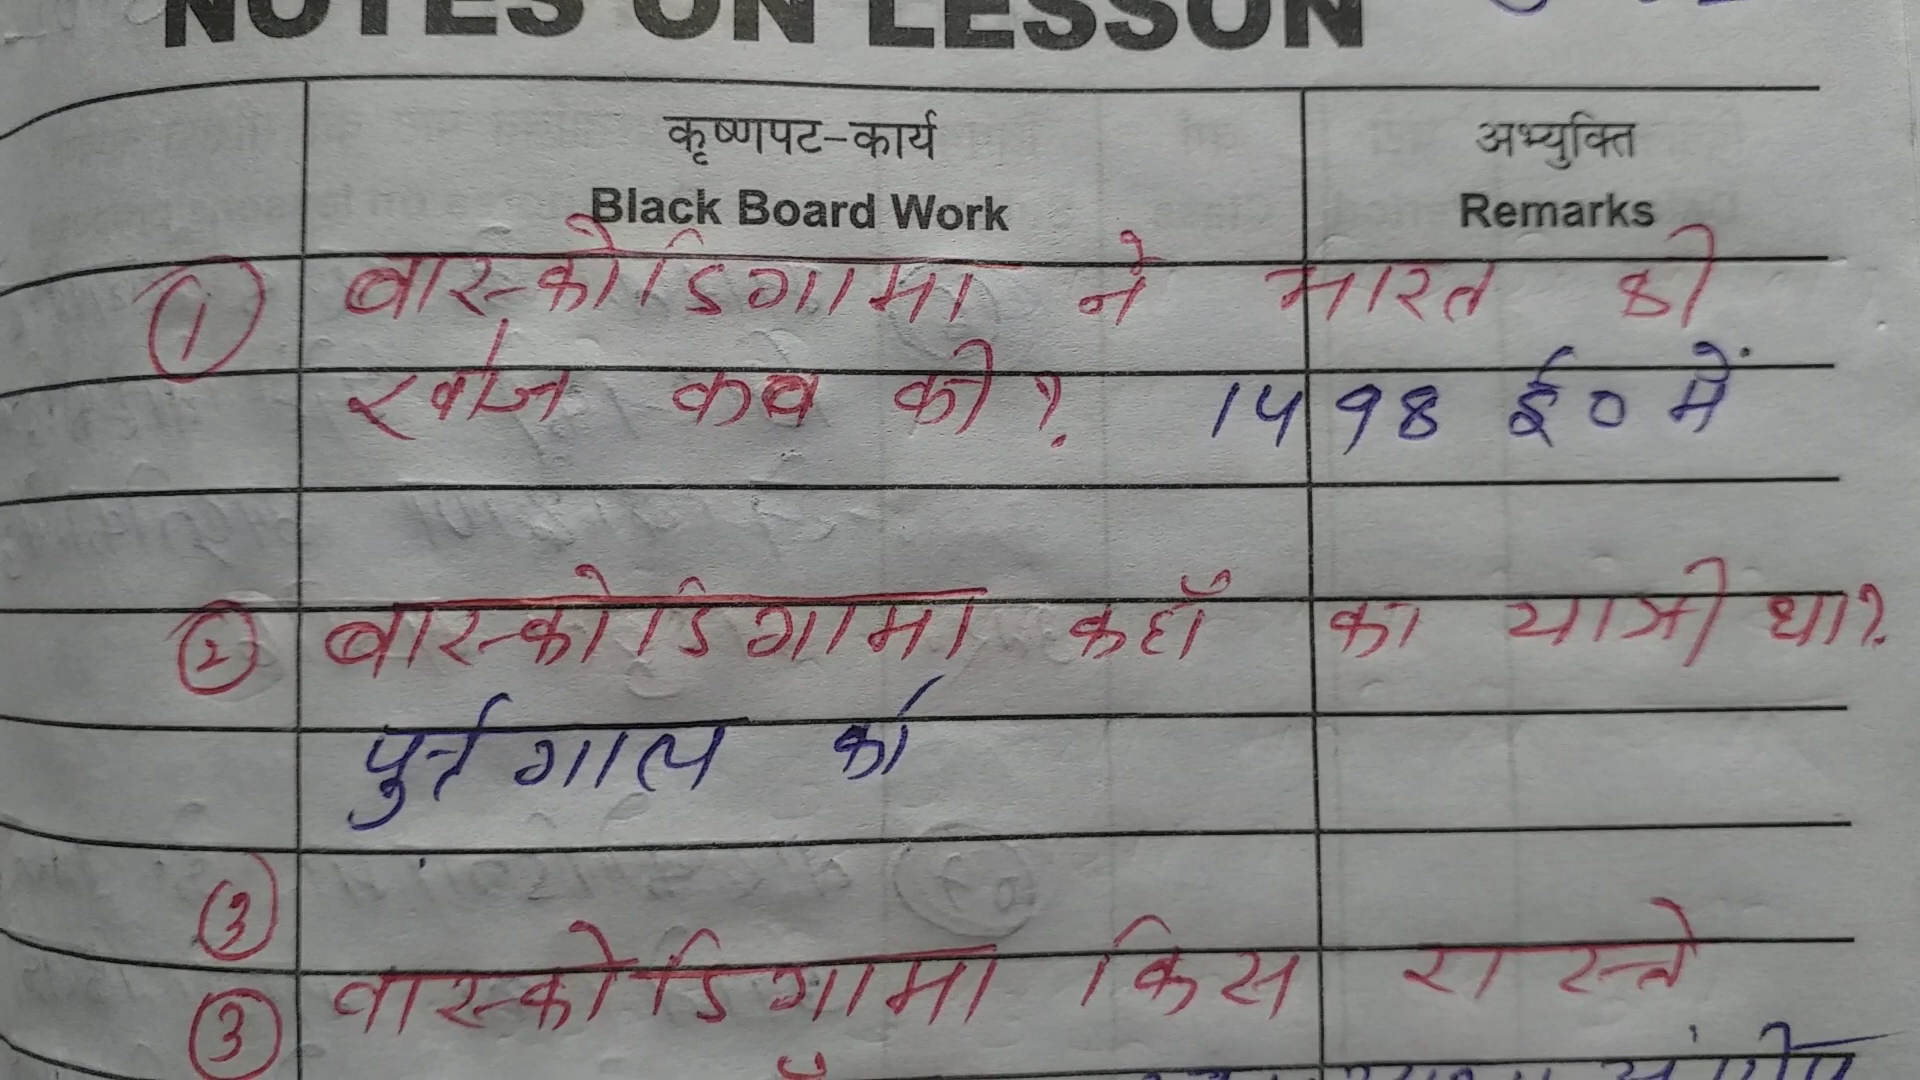 NOTES ON LESSON
कृष्णपट-कार्य
Black Board Work
अभ्युक्ति
Remarks
① वास्कोडिगामा ने भारत की
खोज कब की? 1498 ई० में
② वास्कोडिगामा कहाँ का यात्री था?
पुर्तगाल का
③
③ वास्कोडिगामा किस रास्ते